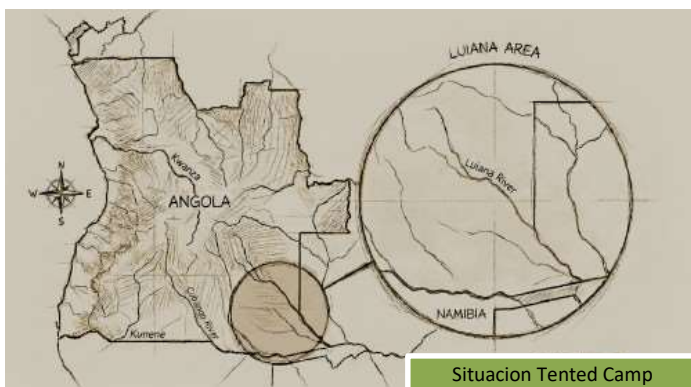 LUIANA AREA
N
W E
S
Kwanza
ANGOLA
Luiana River
Cubango River
NAMIBIA
Kunene
Situacion Tented Camp